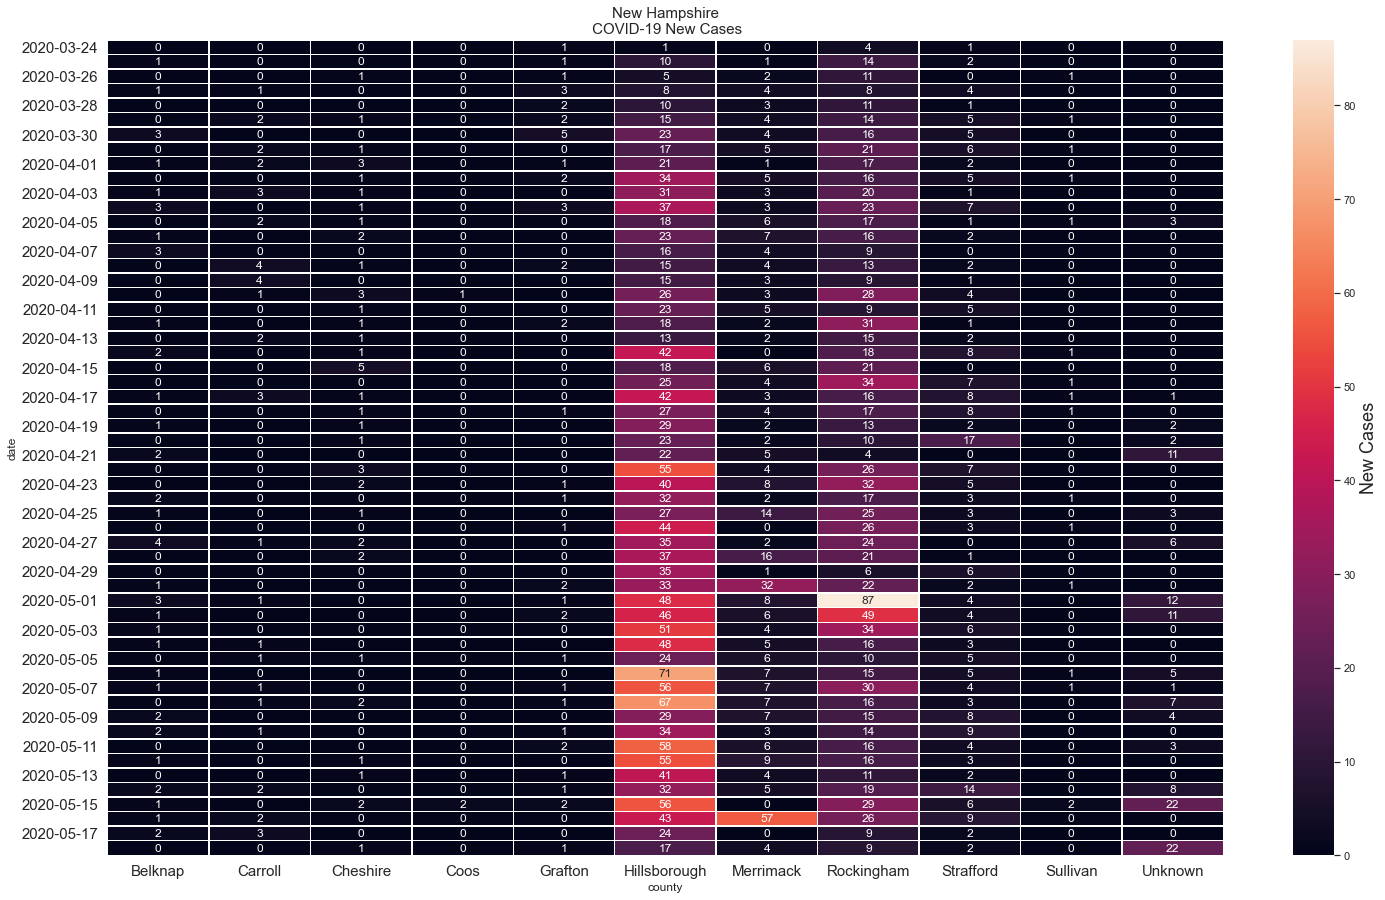 New Hampshire
COVID-19 New Cases
2020-03-24 0 0 0 0 1 1 0 4 1 0 0
1 0 0 0 1 10 1 14 2 0 0
2020-03-26 0 0 1 0 1 5 2 11 0 1 0
1 1 0 0 3 8 4 8 4 0 0
2020-03-28 0 0 0 0 2 10 3 11 1 0 0
0 2 1 0 2 15 4 14 5 1 0
2020-03-30 3 0 0 0 5 23 4 16 5 0 0
0 2 1 0 0 17 5 21 6 1 0
2020-04-01 1 2 3 0 1 21 1 17 2 0 0
0 0 1 0 2 34 5 16 5 1 0
2020-04-03 1 3 1 0 0 31 3 20 1 0 0
3 0 1 0 3 37 3 23 7 0 0
2020-04-05 0 2 1 0 0 18 6 17 1 1 3
1 0 2 0 0 23 7 16 2 0 0
2020-04-07 3 0 0 0 0 16 4 9 0 0 0
0 4 1 0 2 15 4 13 2 0 0
2020-04-09 0 4 0 0 0 15 3 9 1 0 0
0 1 3 1 0 26 3 28 4 0 0
2020-04-11 0 0 1 0 0 23 5 9 5 0 0
1 0 1 0 2 18 2 31 1 0 0
2020-04-13 0 2 1 0 0 13 2 15 2 0 0
2 0 1 0 0 42 0 18 8 1 0
2020-04-15 0 0 5 0 0 18 6 21 0 0 0
0 0 0 0 0 25 4 34 7 1 0
2020-04-17 1 3 1 0 0 42 3 16 8 1 1
0 0 1 0 1 27 4 17 8 1 0
2020-04-19 1 0 1 0 0 29 2 13 2 0 2
0 0 1 0 0 23 2 10 17 0 2
2020-04-21 2 0 0 0 0 22 5 4 0 0 11
0 0 3 0 0 55 4 26 7 0 0
2020-04-23 0 0 2 0 1 40 8 32 5 0 0
2 0 0 0 1 32 2 17 3 1 0
2020-04-25 1 0 1 0 0 27 14 25 3 0 3
0 0 0 0 1 44 0 26 3 1 0
2020-04-27 4 1 2 0 0 35 2 24 0 0 6
0 0 2 0 0 37 16 21 1 0 0
2020-04-29 0 0 0 0 0 35 1 6 6 0 0
1 0 0 0 2 33 32 22 2 1 0
2020-05-01 3 1 0 0 1 48 8 87 4 0 12
1 0 0 0 2 46 6 49 4 0 11
2020-05-03 1 0 0 0 0 51 4 34 6 0 0
1 1 0 0 0 48 5 16 3 0 0
2020-05-05 0 1 1 0 1 24 6 10 5 0 0
1 0 0 0 0 71 7 15 5 1 5
2020-05-07 1 1 0 0 1 56 7 30 4 1 1
0 1 2 0 1 67 7 16 3 0 7
2020-05-09 2 0 0 0 0 29 7 15 8 0 4
2 1 0 0 1 34 3 14 9 0 0
2020-05-11 0 0 0 0 2 58 6 16 4 0 3
1 0 1 0 0 55 9 16 3 0 0
2020-05-13 0 0 1 0 1 41 4 11 2 0 0
2 2 0 0 1 32 5 19 14 0 8
2020-05-15 1 0 2 2 2 56 0 29 6 2 22
1 2 0 0 0 43 57 26 9 0 0
2020-05-17 2 3 0 0 0 24 0 9 2 0 0
0 0 1 0 1 17 4 9 2 0 22
Belknap Carroll Cheshire Coos Grafton Hillsborough Merrimack Rockingham Strafford Sullivan Unknown
county
date
80
70
60
50
40
30
20
10
0
New Cases